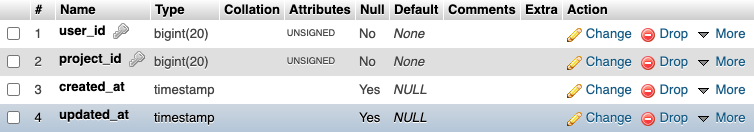 # Name Type Collation Attributes Null Default Comments Extra Action
1 user_id bigint(20) UNSIGNED No None Change Drop More
2 project_id bigint(20) UNSIGNED No None Change Drop More
3 created_at timestamp Yes NULL Change Drop More
4 updated_at timestamp Yes NULL Change Drop More